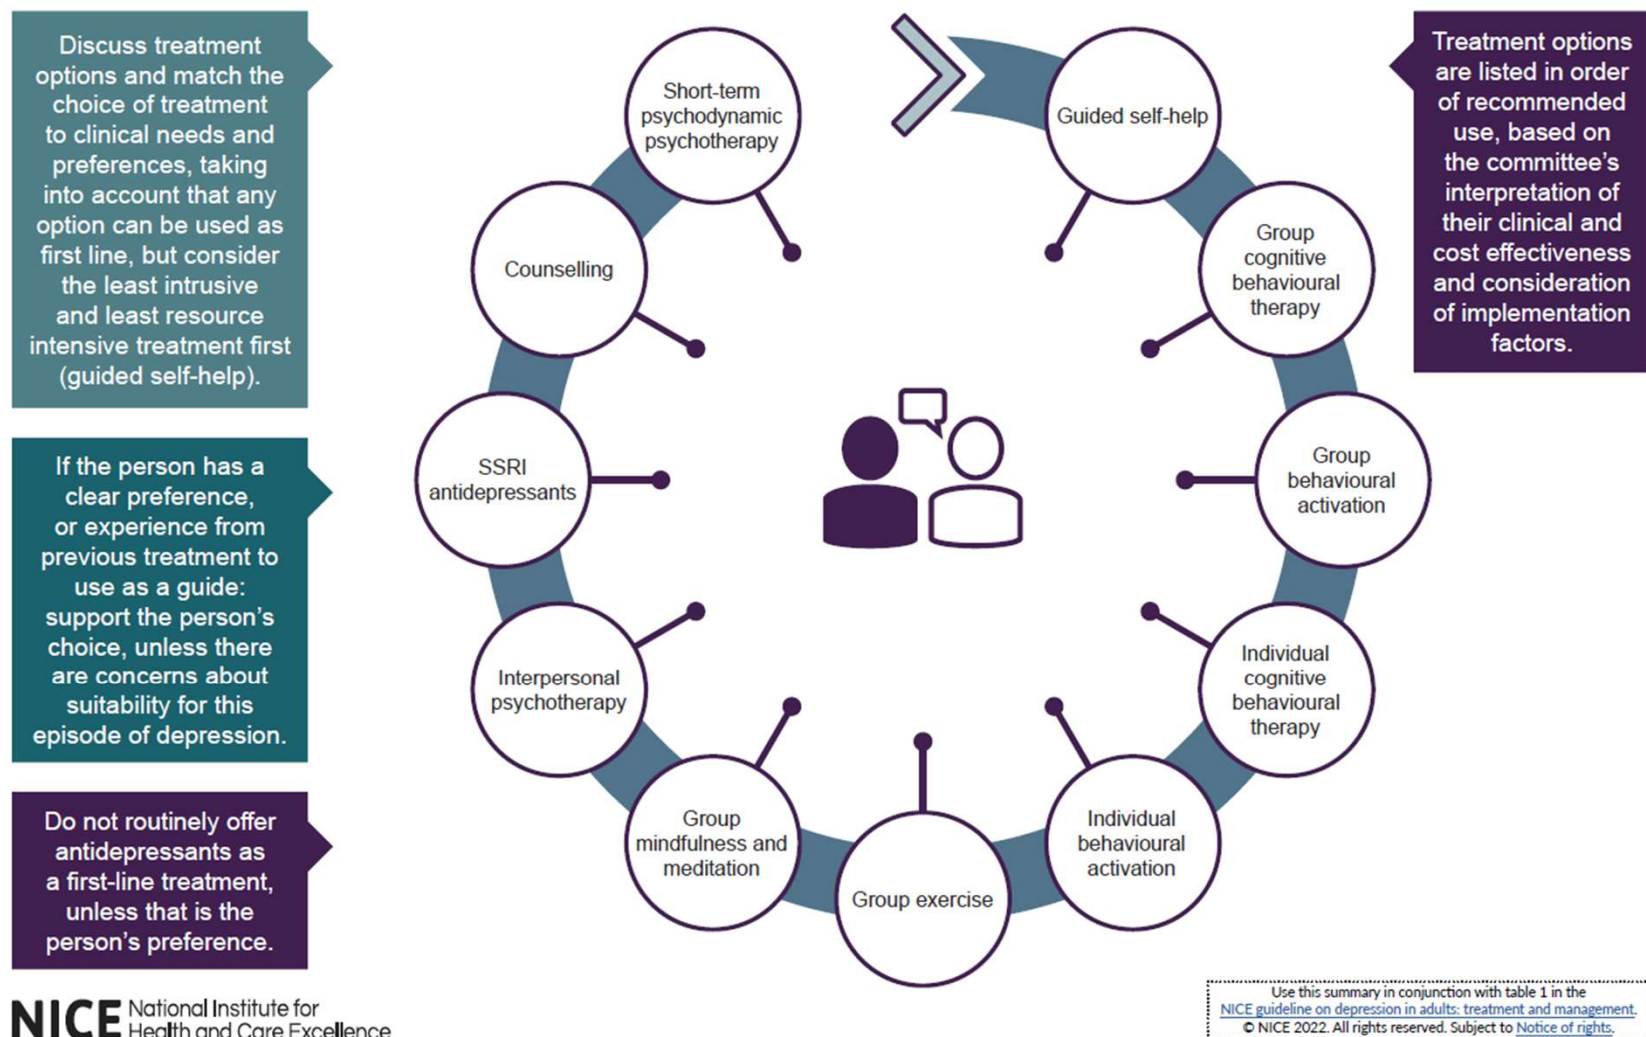 Discuss treatment
options and match the
choice of treatment
to clinical needs and
preferences, taking
into account that any
option can be used as
first line, but consider
the least intrusive
and least resource
intensive treatment first
(guided self-help).
If the person has a
clear preference,
or experience from
previous treatment to
use as a guide:
support the person's
choice, unless there
are concerns about
suitability for this
episode of depression.
Do not routinely offer
antidepressants as
a first-line treatment,
unless that is the
person's preference.
Guided self-help
Group
cognitive
behavioural
therapy
Group
behavioural
activation
Individual
cognitive
behavioural
therapy
Individual
behavioural
activation
Group exercise
Group
mindfulness and
meditation
Interpersonal
psychotherapy
SSRI
antidepressants
Counselling
Short-term
psychodynamic
psychotherapy
Treatment options
are listed in order
of recommended
use, based on
the committee's
interpretation of
their clinical and
cost effectiveness
and consideration
of implementation
factors.
NICE National Institute for
Health and Care Excellence
Use this summary in conjunction with table 1 in the
NICE guideline on depression in adults: treatment and management.
© NICE 2022. All rights reserved. Subject to Notice of rights.